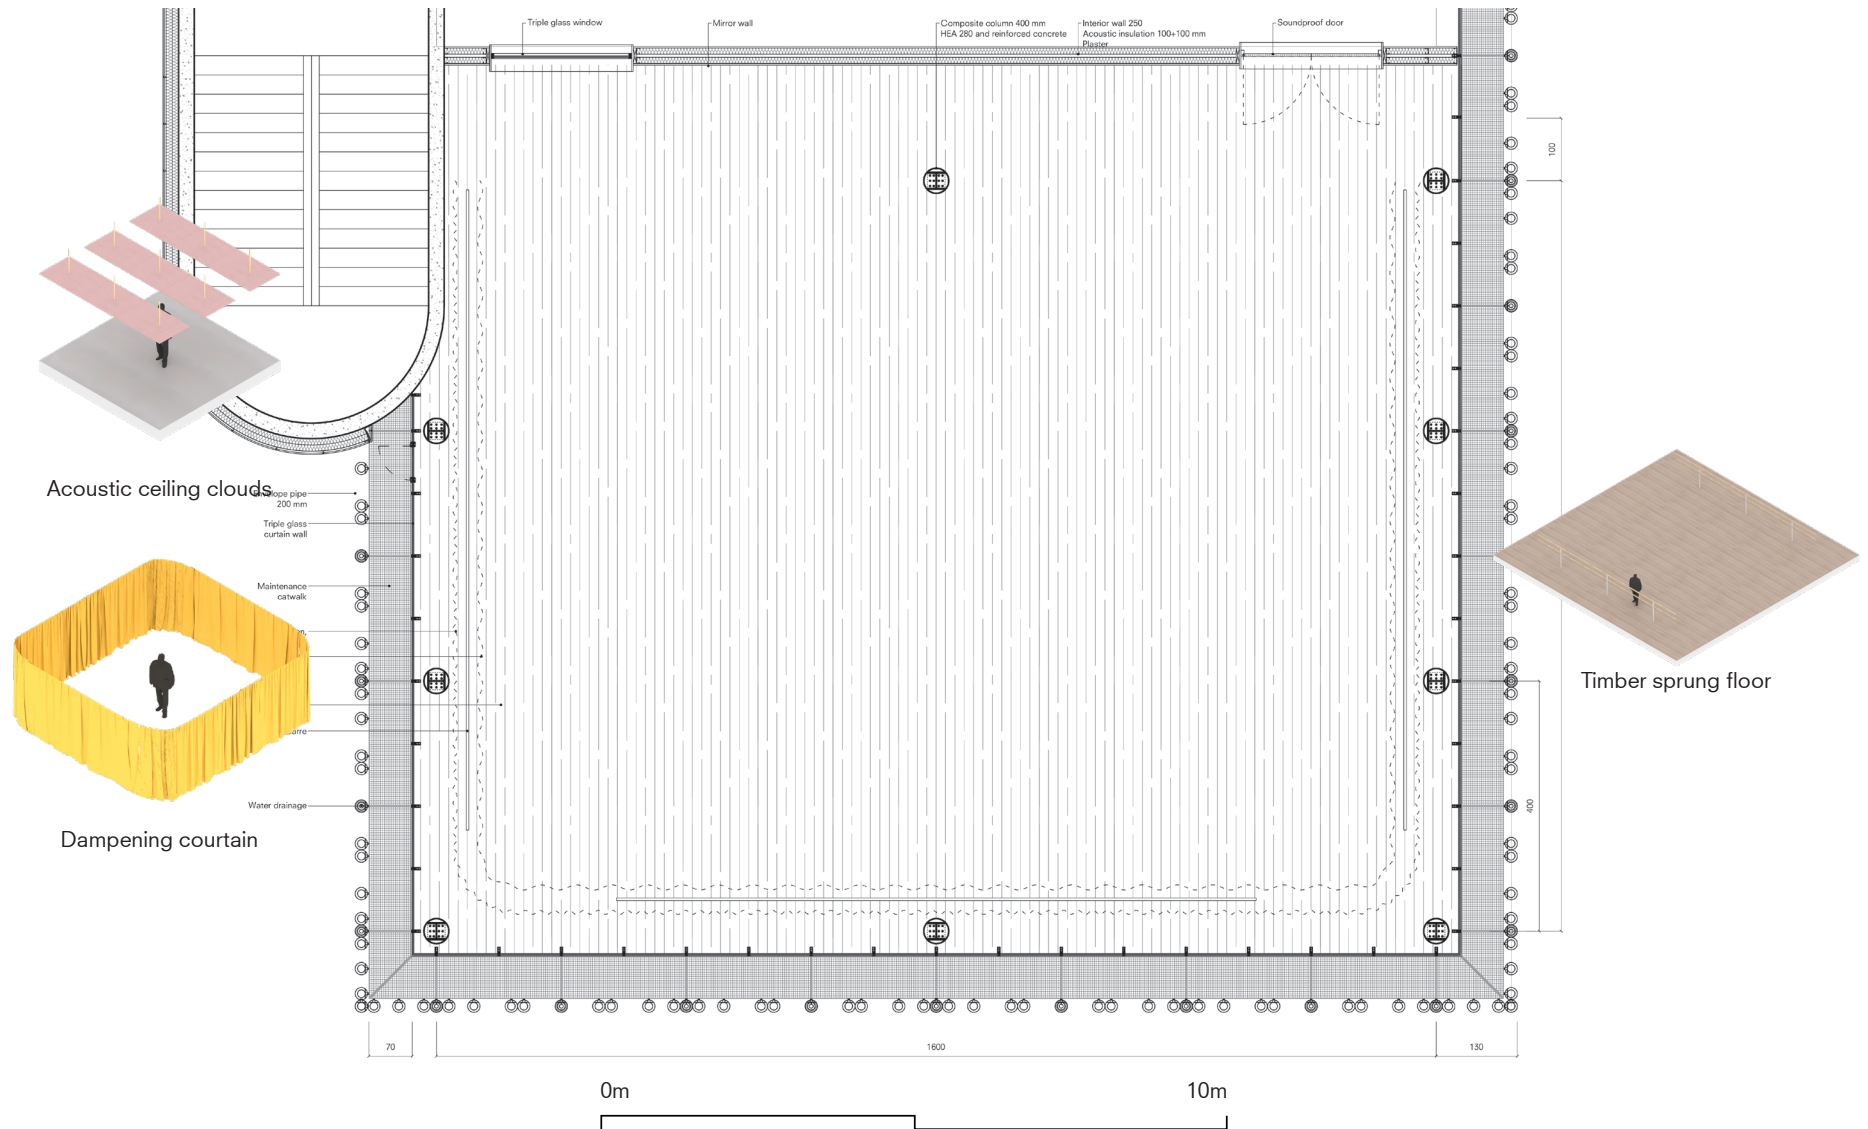 Triple glass window
Mirror wall
Composite column 400 mm
HEA 280 and reinforced concrete
Interior wall 250
Acoustic insulation 100+100 mm
Plaster
Soundproof door
100
Acoustic ceiling clouds
pipe
200 mm
Triple glass
curtain wall
Maintenance
catwalk
Water drainage
Dampening courtain
Timber sprung floor
400
70
1600
130
0m
10m